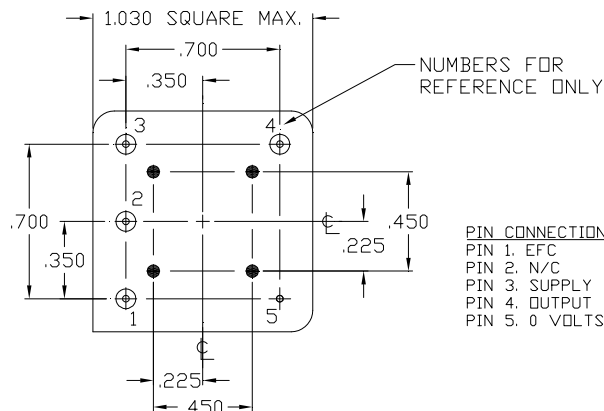 1.030 SQUARE MAX.
.700
.350
NUMBERS FOR
REFERENCE ONLY
3
4
2
.700
.350
.450
.225
1
5
PIN CONNECTION
PIN 1. EFC
PIN 2. N/C
PIN 3. SUPPLY
PIN 4. OUTPUT
PIN 5. 0 VOLTS
.225
.450